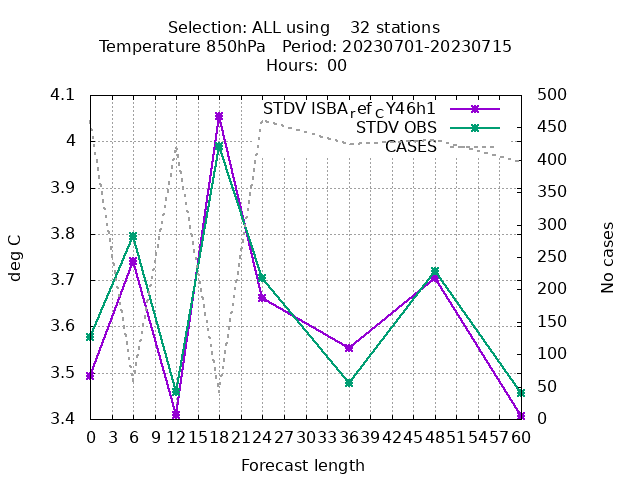 Selection: ALL using    32 stations
Temperature 850hPa   Period: 20230701-20230715
Hours:  00
4.1
4
3.9
3.8
3.7
3.6
3.5
3.4
deg C
STDV ISBA_ref_CY46h1
STDV OBS
CASES
500
450
400
350
300
250
200
150
100
50
0
No cases
0 3 6 9 12 15 18 21 24 27 30 33 36 39 42 45 48 51 54 57 60
Forecast length